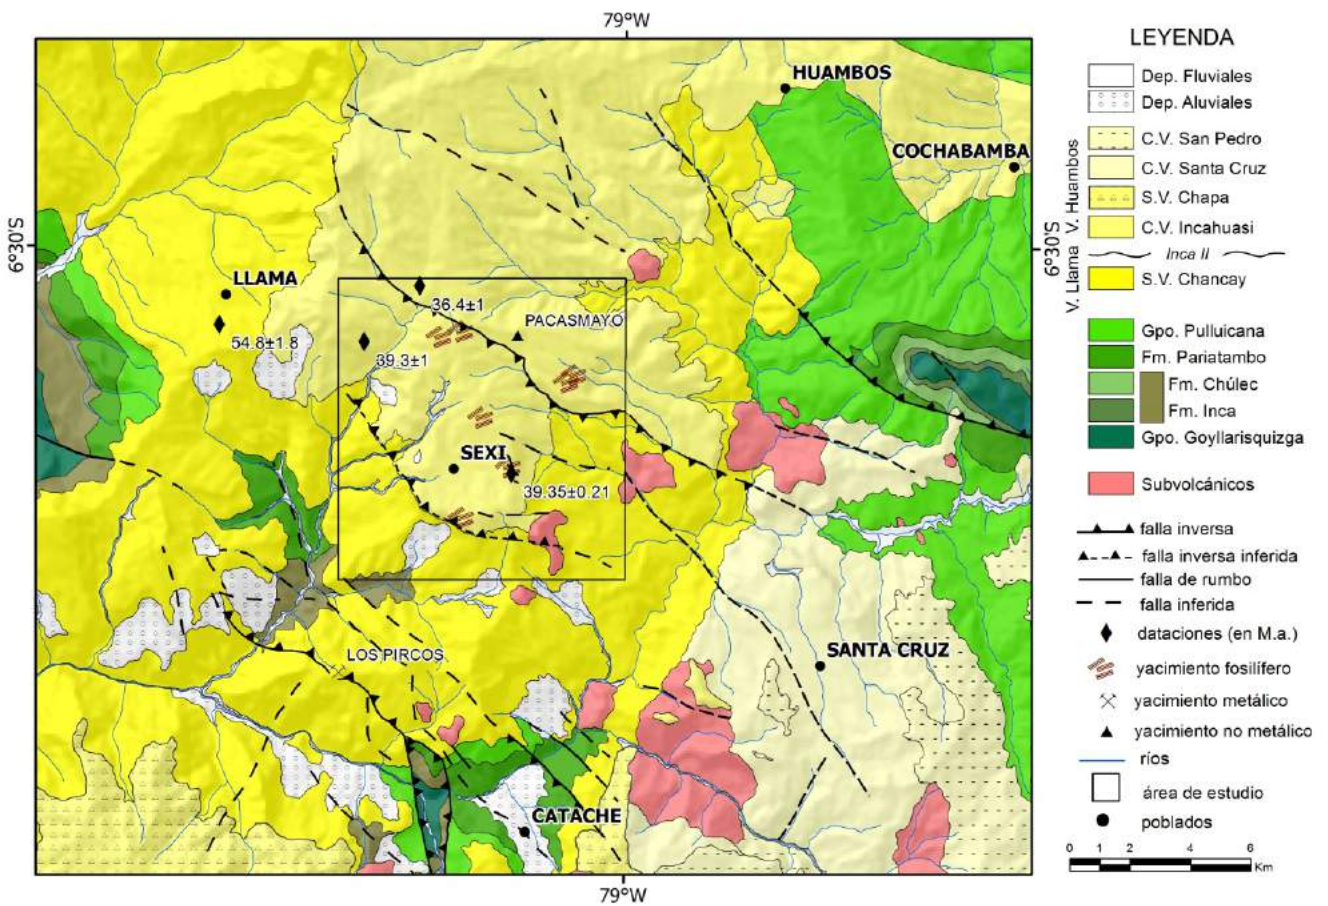 79°W
HUAMBOS
COCHABAMBA
6°30'S
6°30'S
LLAMA
54.8±1.8
36.4±1
PACASMAYO
39.3±1
SEXI
39.35±0.21
LOS PIRCOS
SANTA CRUZ
CATACHE
79°W
LEYENDA
Dep. Fluviales
Dep. Aluviales
V. Huambos
C.V. San Pedro
C.V. Santa Cruz
S.V. Chapa
C.V. Incahuasi
Inca II
V. Llama
S.V. Chancay
Gpo. Pulluicana
Fm. Pariatambo
Fm. Chúlec
Fm. Inca
Gpo. Goyllarisquizga
Subvolcánicos
falla inversa
falla inversa inferida
falla de rumbo
falla inferida
dataciones (en M.a.)
yacimiento fosilífero
yacimiento metálico
yacimiento no metálico
ríos
área de estudio
poblados
0 1 2 4 6
Km